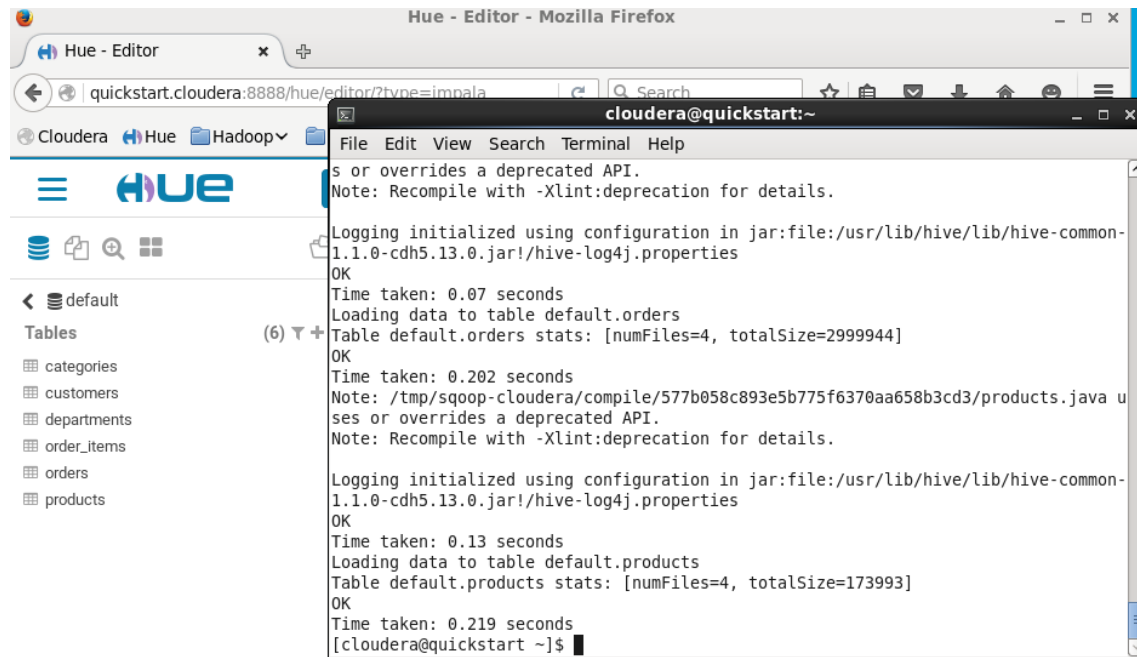 Hue - Editor - Mozilla Firefox
Hue - Editor
quickstart.cloudera:8888/hue/editor/?type=impala
Search
Cloudera Hue Hadoop
HUE
default
Tables (6)
categories
customers
departments
order_items
orders
products
cloudera@quickstart:~
File Edit View Search Terminal Help
s or overrides a deprecated API.
Note: Recompile with -Xlint:deprecation for details.
Logging initialized using configuration in jar:file:/usr/lib/hive/lib/hive-common-
1.1.0-cdh5.13.0.jar!/hive-log4j.properties
OK
Time taken: 0.07 seconds
Loading data to table default.orders
Table default.orders stats: [numFiles=4, totalSize=2999944]
OK
Time taken: 0.202 seconds
Note: /tmp/sqoop-cloudera/compile/577b058c893e5b775f6370aa658b3cd3/products.java u
ses or overrides a deprecated API.
Note: Recompile with -Xlint:deprecation for details.
Logging initialized using configuration in jar:file:/usr/lib/hive/lib/hive-common-
1.1.0-cdh5.13.0.jar!/hive-log4j.properties
OK
Time taken: 0.13 seconds
Loading data to table default.products
Table default.products stats: [numFiles=4, totalSize=173993]
OK
Time taken: 0.219 seconds
[cloudera@quickstart ~]$